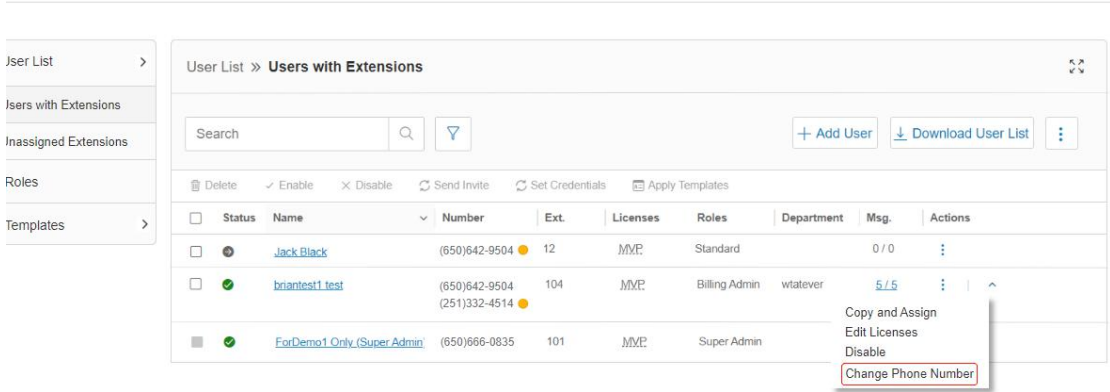 User List
User List » Users with Extensions
Users with Extensions
Unassigned Extensions
Roles
Templates
Search
+ Add User
Download User List
Delete Enable Disable Send Invite Set Credentials Apply Templates
Status Name Number Ext. Licenses Roles Department Msg. Actions
Jack Black (650)642-9504 12 MVP Standard 0 / 0
briantest1 test (650)642-9504 104 MVP Billing Admin wtatever 5 / 5
(251)332-4514
ForDemo1 Only (Super Admin) (650)666-0835 101 MVP Super Admin
Copy and Assign
Edit Licenses
Disable
Change Phone Number